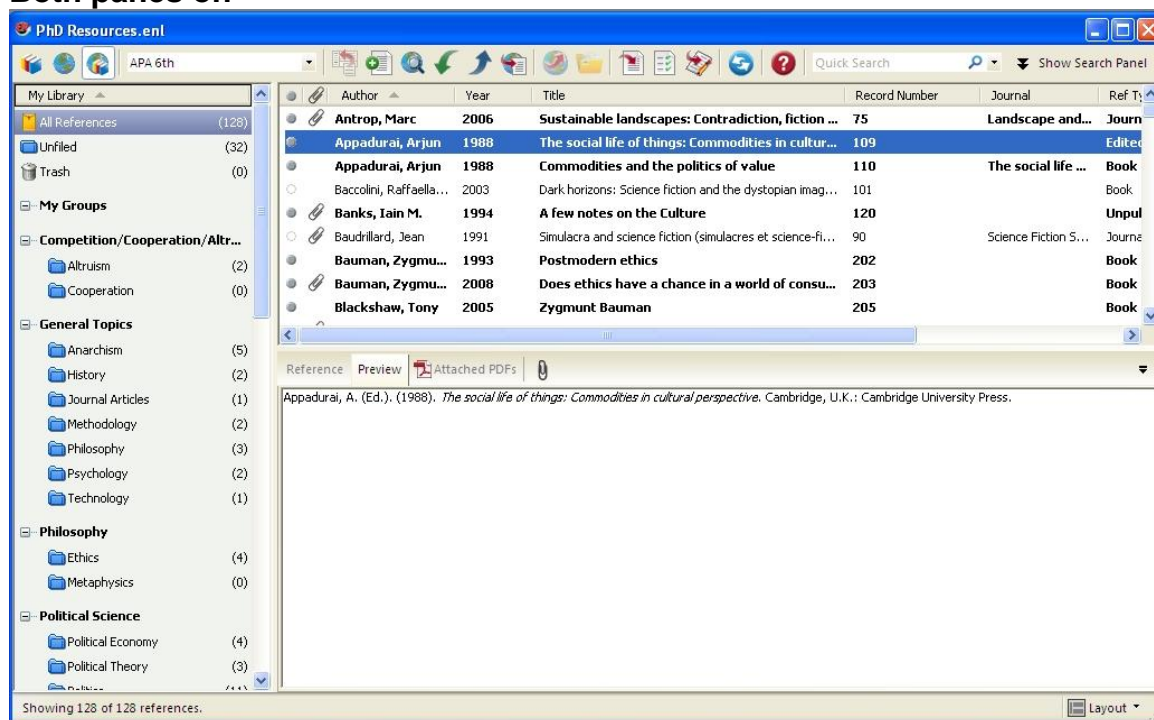 Both panes on
PhD Resources.enl
APA 6th
Quick Search
Show Search Panel
My Library
All References (128)
Unfiled (32)
Trash (0)
My Groups
Competition/Cooperation/Altr...
Altruism (2)
Cooperation (0)
General Topics
Anarchism (5)
History (2)
Journal Articles (1)
Methodology (2)
Philosophy (3)
Psychology (2)
Technology (1)
Philosophy
Ethics (4)
Metaphysics (0)
Political Science
Political Economy (4)
Political Theory (3)
Author Year Title Record Number Journal Ref Ty
Antrop, Marc 2006 Sustainable landscapes: Contradiction, fiction ... 75 Landscape and... Journ
Appadurai, Arjun 1988 The social life of things: Commodities in cultur... 109 Edited
Appadurai, Arjun 1988 Commodities and the politics of value 110 The social life ... Book
Baccolini, Raffaella... 2003 Dark horizons: Science fiction and the dystopian imag... 101 Book
Banks, Iain M. 1994 A few notes on the Culture 120 Unpul
Baudrillard, Jean 1991 Simulacra and science fiction (simulacres et science-fi... 90 Science Fiction S... Journa
Bauman, Zygmu... 1993 Postmodern ethics 202 Book
Bauman, Zygmu... 2008 Does ethics have a chance in a world of consu... 203 Book
Blackshaw, Tony 2005 Zygmunt Bauman 205 Book
Reference Preview Attached PDFs
Appadurai, A. (Ed.). (1988). The social life of things: Commodities in cultural perspective. Cambridge, U.K.: Cambridge University Press.
Showing 128 of 128 references.
Layout